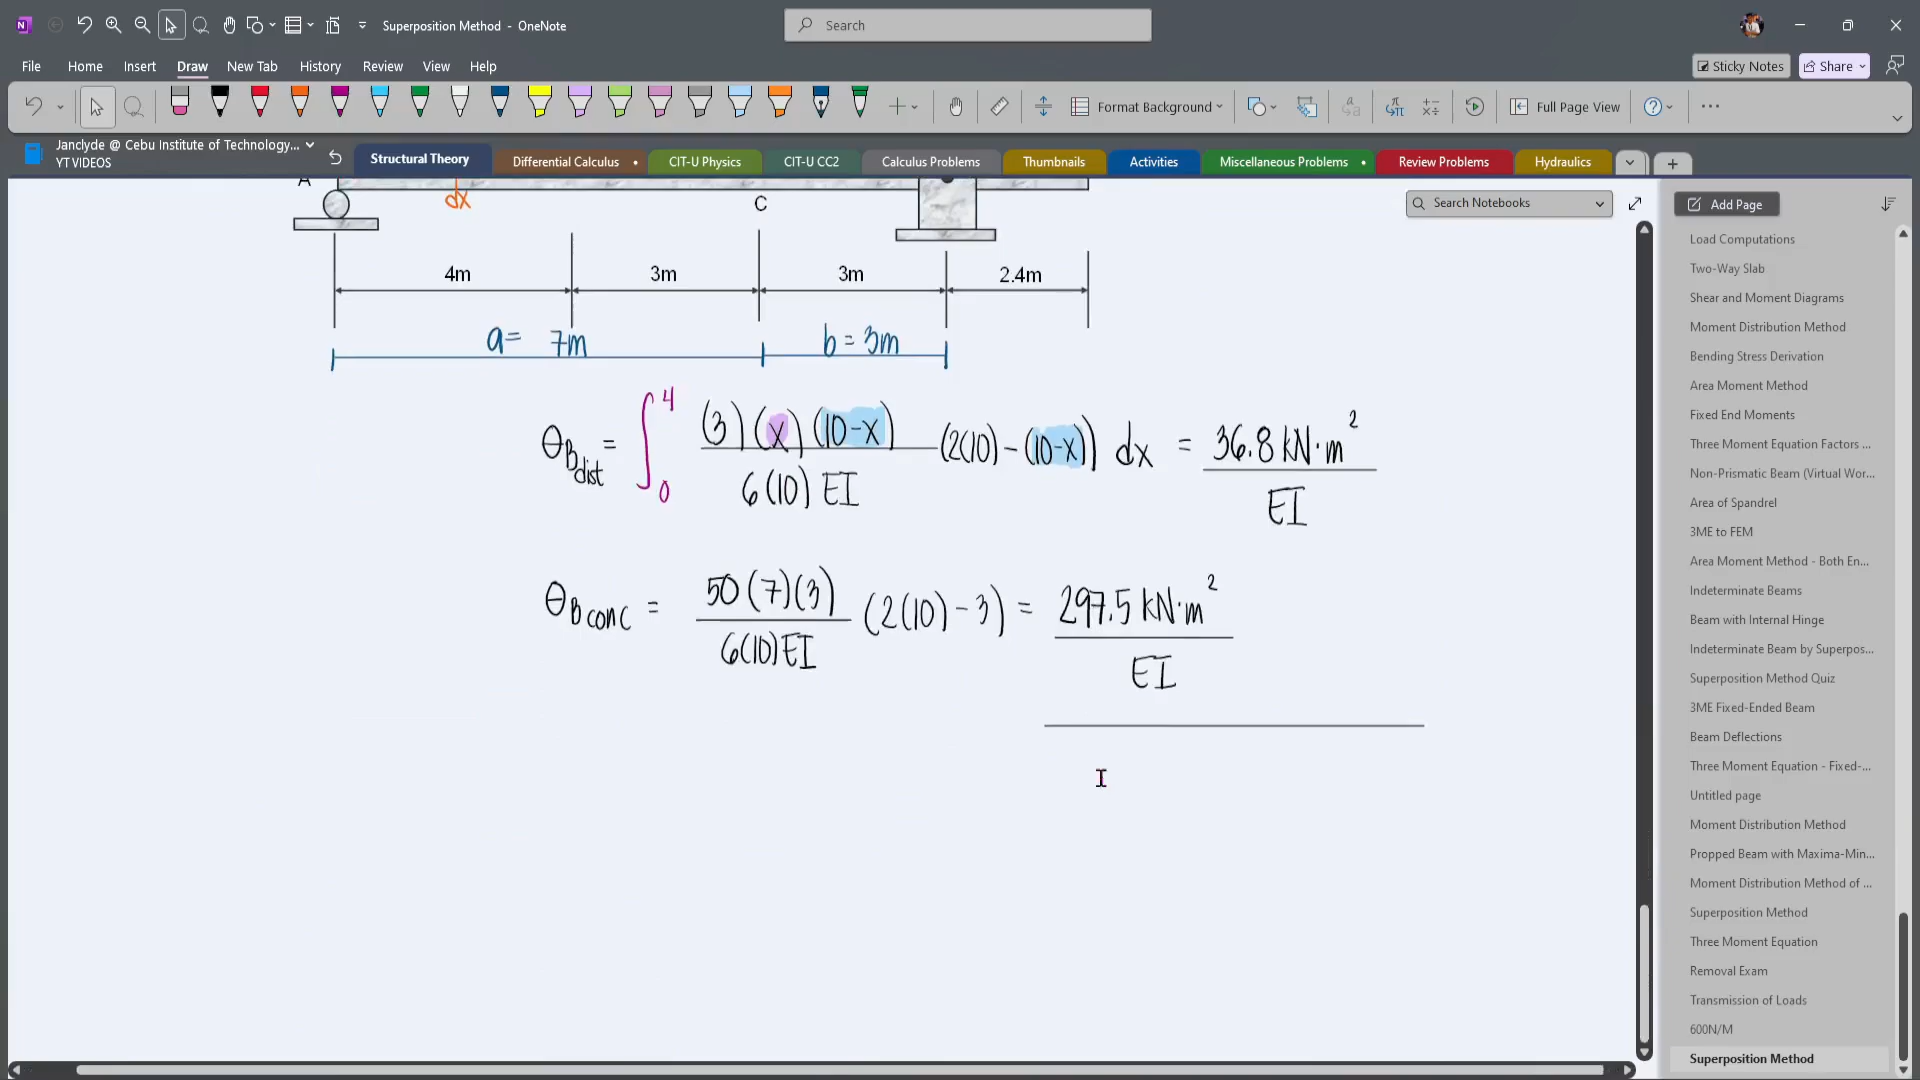 Superposition Method - OneNote
Search
File Home Insert Draw New Tab History Review View Help
Sticky Notes Share
Format Background Full Page View
Janclyde @ Cebu Institute of Technology...
YT VIDEOS
Structural Theory Differential Calculus CIT-U Physics CIT-U CC2 Calculus Problems Thumbnails Activities Miscellaneous Problems Review Problems Hydraulics
Search Notebooks
Add Page
A dx C
4m 3m 3m 2.4m
a= 7m b=3m
θ_B dist = ∫₀⁴ (3)(x)(10-x) / 6(10)EI (2(10)-(10-x)) dx = 36.8 kN·m² / EI
θ_B conc = 50(7)(3) / 6(10)EI (2(10)-3) = 297.5 kN·m² / EI
Load Computations
Two-Way Slab
Shear and Moment Diagrams
Moment Distribution Method
Bending Stress Derivation
Area Moment Method
Fixed End Moments
Three Moment Equation Factors ...
Non-Prismatic Beam (Virtual Wor...
Area of Spandrel
3ME to FEM
Area Moment Method - Both En...
Indeterminate Beams
Beam with Internal Hinge
Indeterminate Beam by Superpos...
Superposition Method Quiz
3ME Fixed-Ended Beam
Beam Deflections
Three Moment Equation - Fixed-...
Untitled page
Moment Distribution Method
Propped Beam with Maxima-Min...
Moment Distribution Method of ...
Superposition Method
Three Moment Equation
Removal Exam
Transmission of Loads
600N/M
Superposition Method